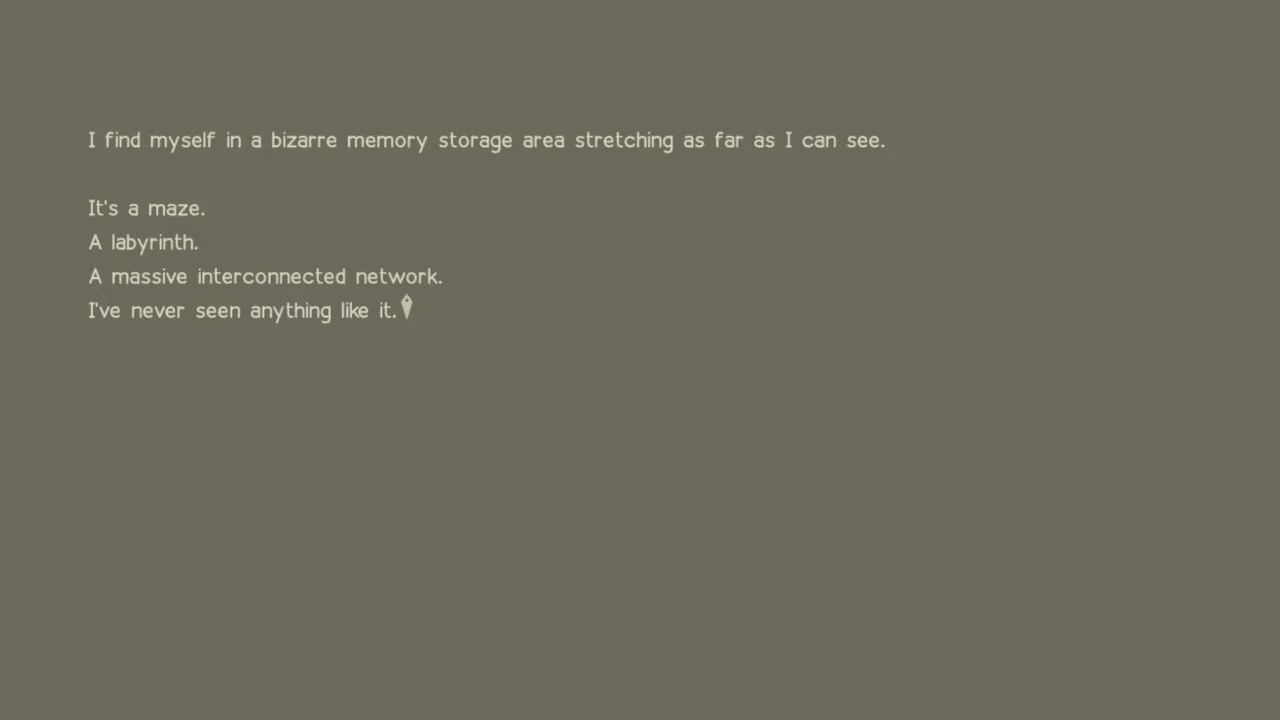 I find myself in a bizarre memory storage area stretching as far as I can see.
It's a maze.
A labyrinth.
A massive interconnected network.
I've never seen anything like it.